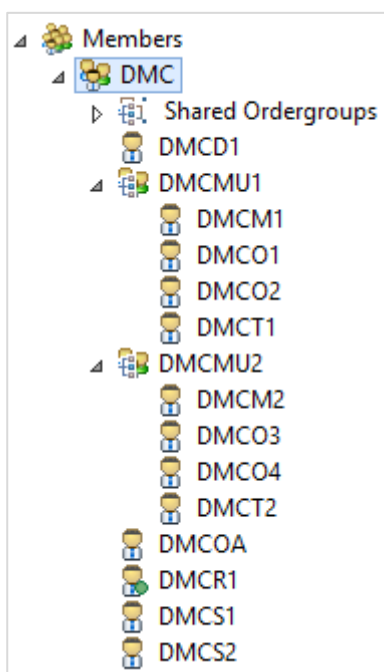 Members
DMC
Shared Ordergroups
DMCD1
DMCMU1
DMCM1
DMCO1
DMCO2
DMCT1
DMCMU2
DMCM2
DMCO3
DMCO4
DMCT2
DMCOA
DMCR1
DMCS1
DMCS2